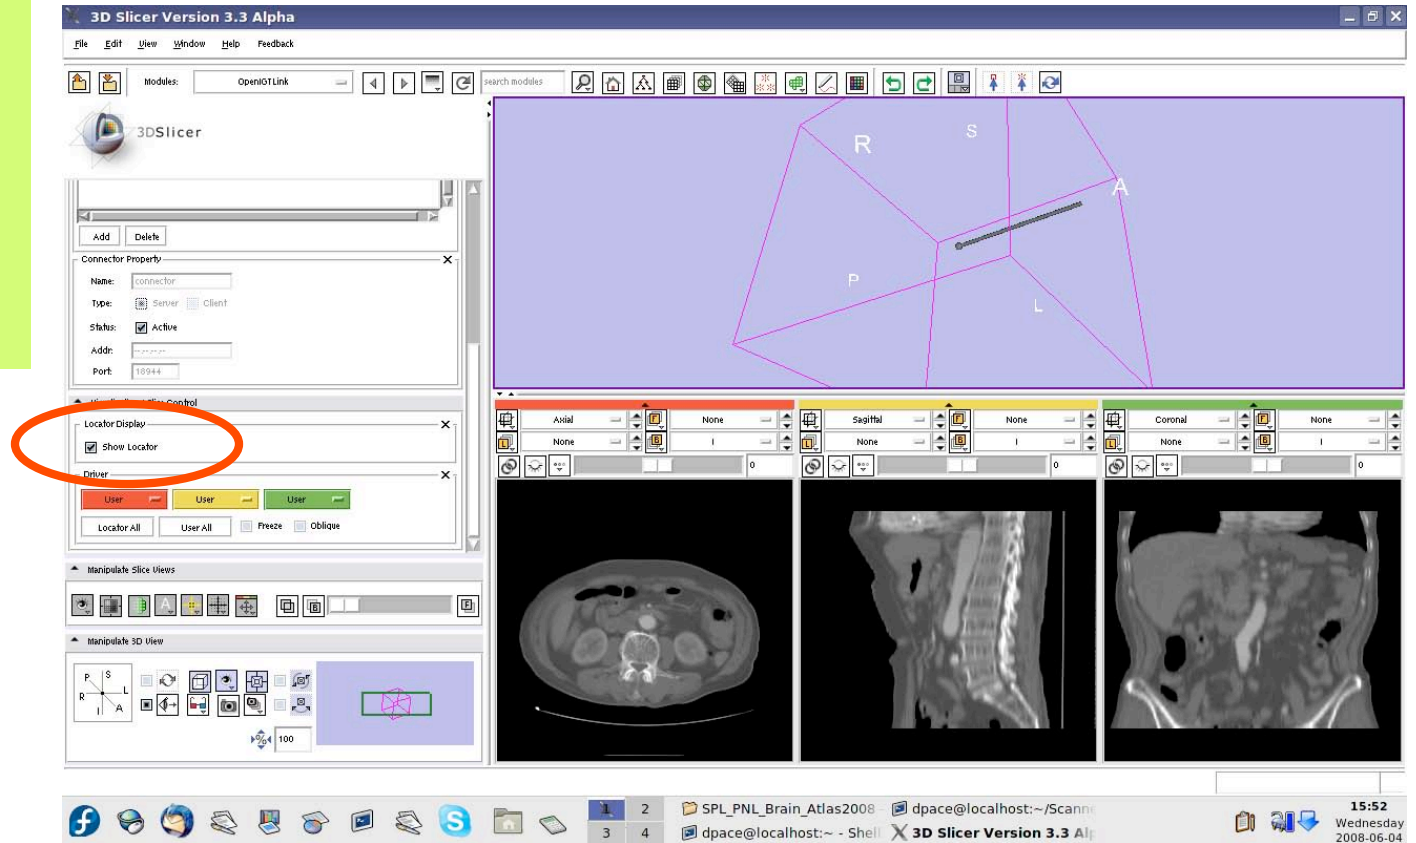 3D Slicer Version 3.3 Alpha
File Edit View Window Help Feedback
Modules: OpenIGTLink search modules
3DSlicer
R
S
A
P
L
Add Delete
Connector Property
Name: connector
Type: Server Client
Status: Active
Addr: --.--.--.--
Port: 18944
Slice Control
Locator Display
Show Locator
Driver
User User User
Locator All User All Freeze Oblique
Manipulate Slice Views
Manipulate 3D View
P S
R L
I A
100
Axial None
None I
0
Sagittal None
None I
0
Coronal None
None I
0
1 2
3 4
SPL_PNL_Brain_Atlas2008 - dpace@localhost:~/Scanne
dpace@localhost:~ - Shell 3D Slicer Version 3.3 Alp
15:52
Wednesday
2008-06-04